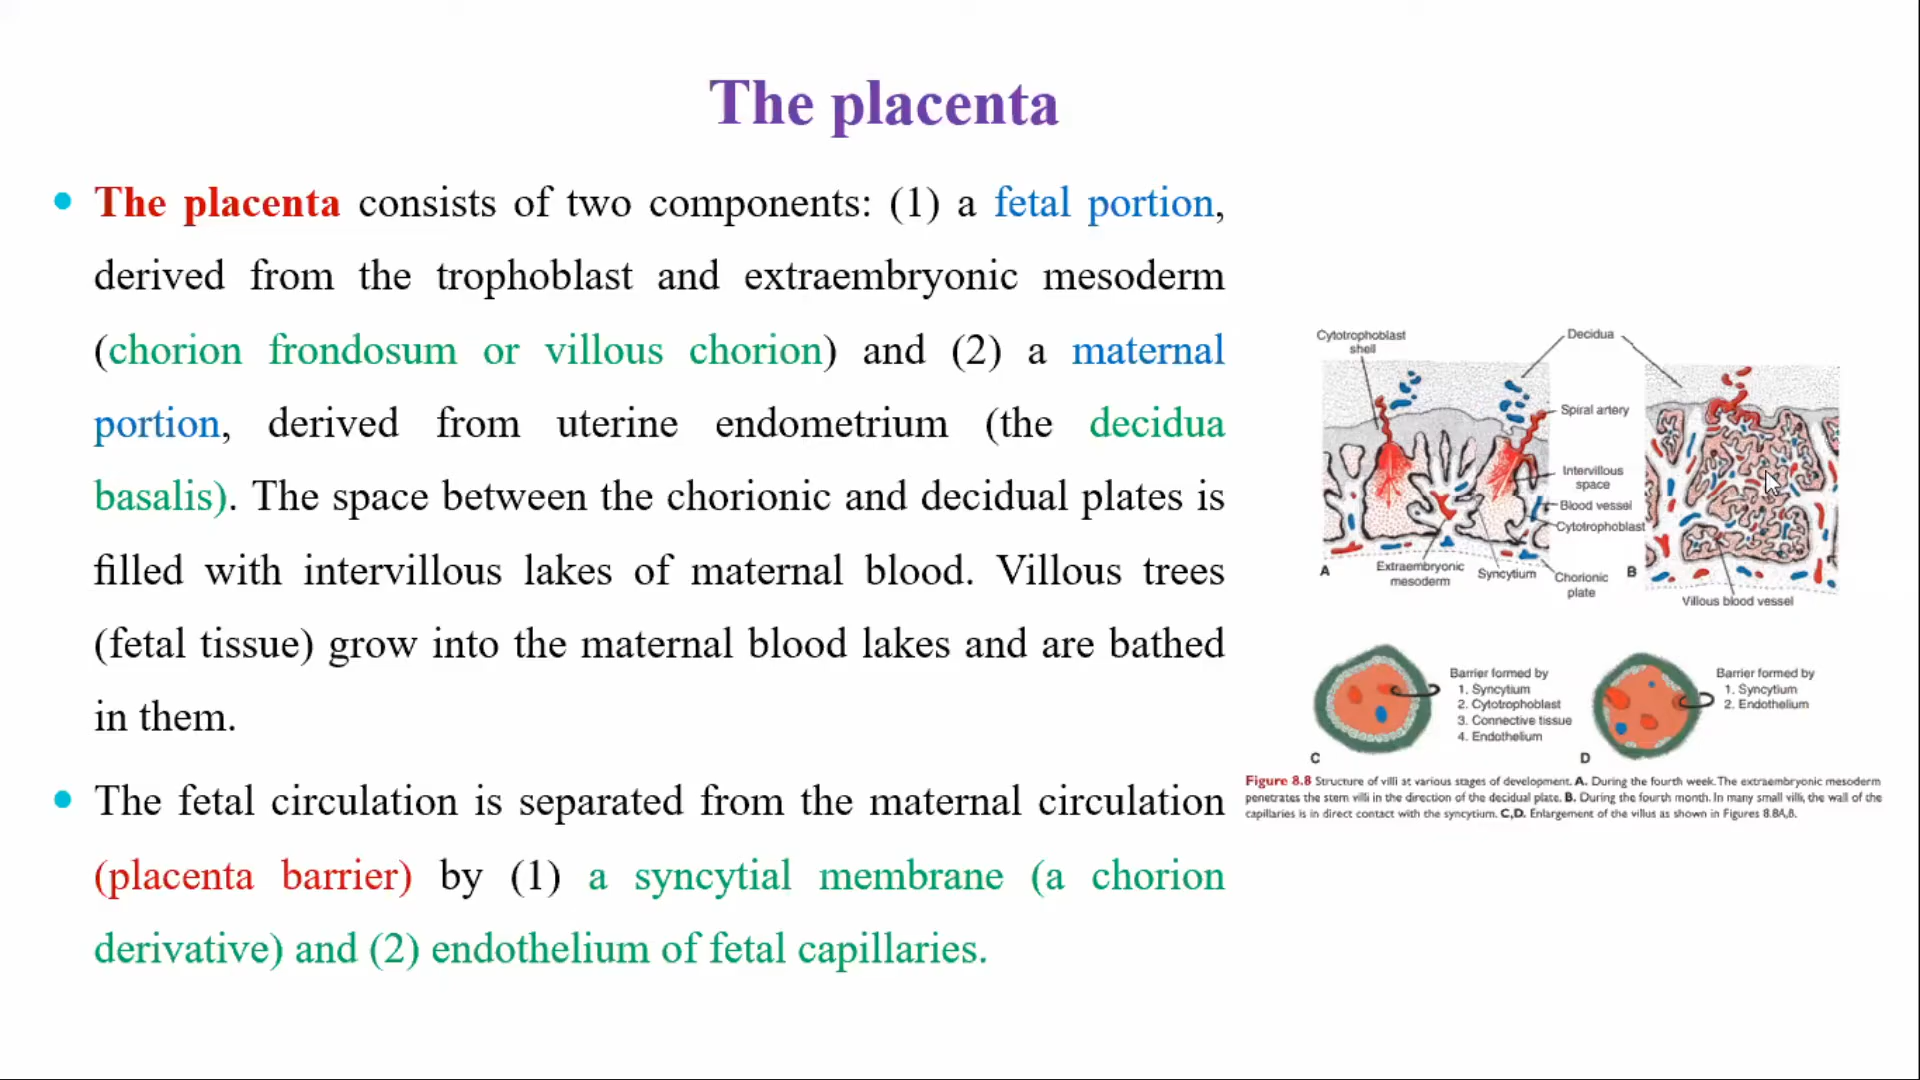 The placenta
The placenta consists of two components: (1) a fetal portion,
derived from the trophoblast and extraembryonic mesoderm
(chorion frondosum or villous chorion) and (2) a maternal
portion, derived from uterine endometrium (the decidua
basalis). The space between the chorionic and decidual plates is
filled with intervillous lakes of maternal blood. Villous trees
(fetal tissue) grow into the maternal blood lakes and are bathed
in them.
The fetal circulation is separated from the maternal circulation
(placenta barrier) by (1) a syncytial membrane (a chorion
derivative) and (2) endothelium of fetal capillaries.
Cytotrophoblast
shell
Decidua
Spiral artery
Intervillous
space
Blood vessel
Cytotrophoblast
Extraembryonic
mesoderm
Syncytium
Chorionic
plate
A
B
Villous blood vessel
Barrier formed by
1. Syncytium
2. Cytotrophoblast
3. Connective tissue
4. Endothelium
C
Barrier formed by
1. Syncytium
2. Endothelium
D
Figure 8.8 Structure of villi at various stages of development. A. During the fourth week. The extraembryonic mesoderm
penetrates the stem villi in the direction of the decidual plate. B. During the fourth month. In many small villi, the wall of the
capillaries is in direct contact with the syncytium. C,D. Enlargement of the villus as shown in Figures 8.8A,B.